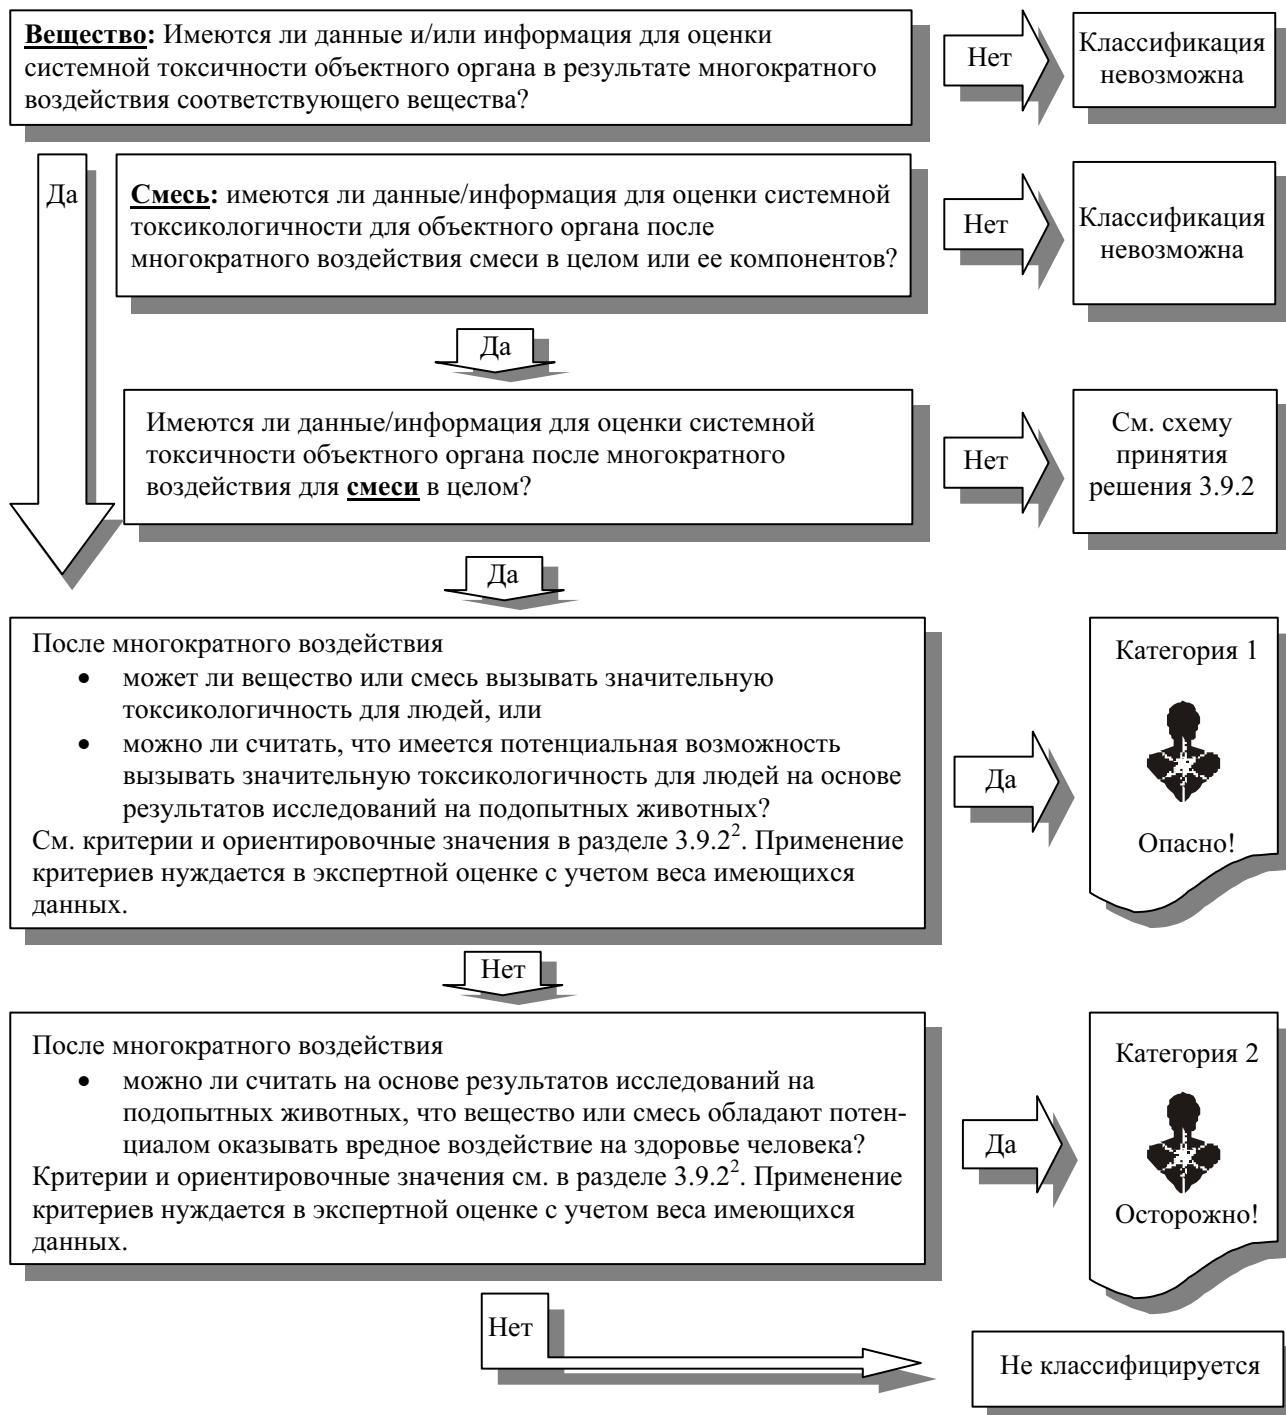 Вещество: Имеются ли данные и/или информация для оценки
системной токсичности объектного органа в результате многократного
воздействия соответствующего вещества?
Нет
Классификация
невозможна
Да
Смесь: имеются ли данные/информация для оценки системной
токсикологичности для объектного органа после
многократного воздействия смеси в целом или ее компонентов?
Нет
Классификация
невозможна
Да
Имеются ли данные/информация для оценки системной
токсичности объектного органа после многократного
воздействия для смеси в целом?
Нет
См. схему
принятия
решения 3.9.2
Да
После многократного воздействия
• может ли вещество или смесь вызывать значительную
токсикологичность для людей, или
• можно ли считать, что имеется потенциальная возможность
вызывать значительную токсикологичность для людей на основе
результатов исследований на подопытных животных?
См. критерии и ориентировочные значения в разделе 3.9.2². Применение
критериев нуждается в экспертной оценке с учетом веса имеющихся
данных.
Да
Категория 1
Опасно!
Нет
После многократного воздействия
• можно ли считать на основе результатов исследований на
подопытных животных, что вещество или смесь обладают потен-
циалом оказывать вредное воздействие на здоровье человека?
Критерии и ориентировочные значения см. в разделе 3.9.2². Применение
критериев нуждается в экспертной оценке с учетом веса имеющихся
данных.
Да
Категория 2
Осторожно!
Нет
Не классифицируется